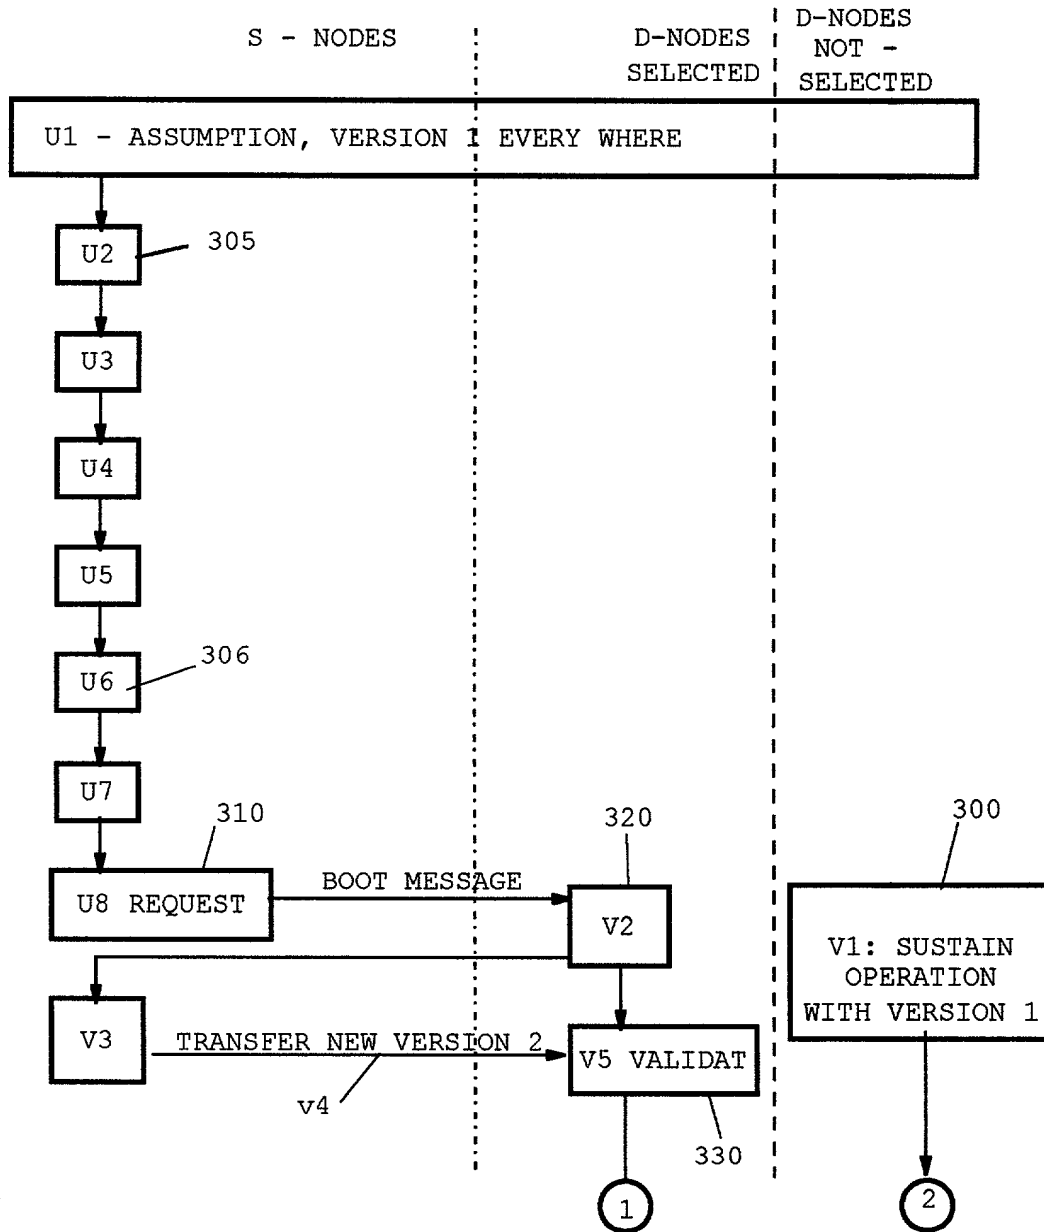 S - NODES
D-NODES
SELECTED
D-NODES
NOT -
SELECTED
U1 - ASSUMPTION, VERSION 1 EVERY WHERE
U2
305
U3
U4
U5
U6
306
U7
310
U8 REQUEST
BOOT MESSAGE
320
V2
300
V1: SUSTAIN
OPERATION
WITH VERSION 1
V3
TRANSFER NEW VERSION 2
V4
V5 VALIDAT
330
1
2